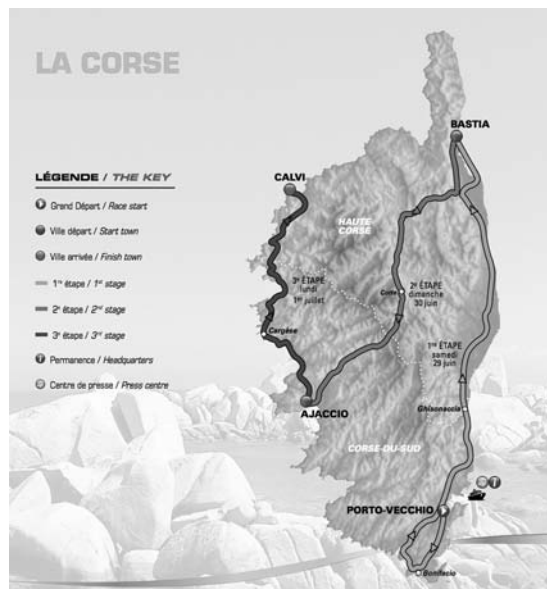 LA CORSE
LÉGENDE / THE KEY
Grand Départ / Race start
Ville départ / Start town
Ville arrivée / Finish town
1re étape / 1st stage
2e étape / 2nd stage
3e étape / 3rd stage
Permanence / Headquarters
Centre de presse / Press centre
BASTIA
CALVI
HAUTE
CORSE
3e ÉTAPE
lundi
1er juillet
Corte
2e ÉTAPE
dimanche
30 juin
Cargèse
1re ÉTAPE
samedi
29 juin
AJACCIO
Ghisonaccia
CORSE-DU-SUD
PORTO-VECCHIO
Bonifacio